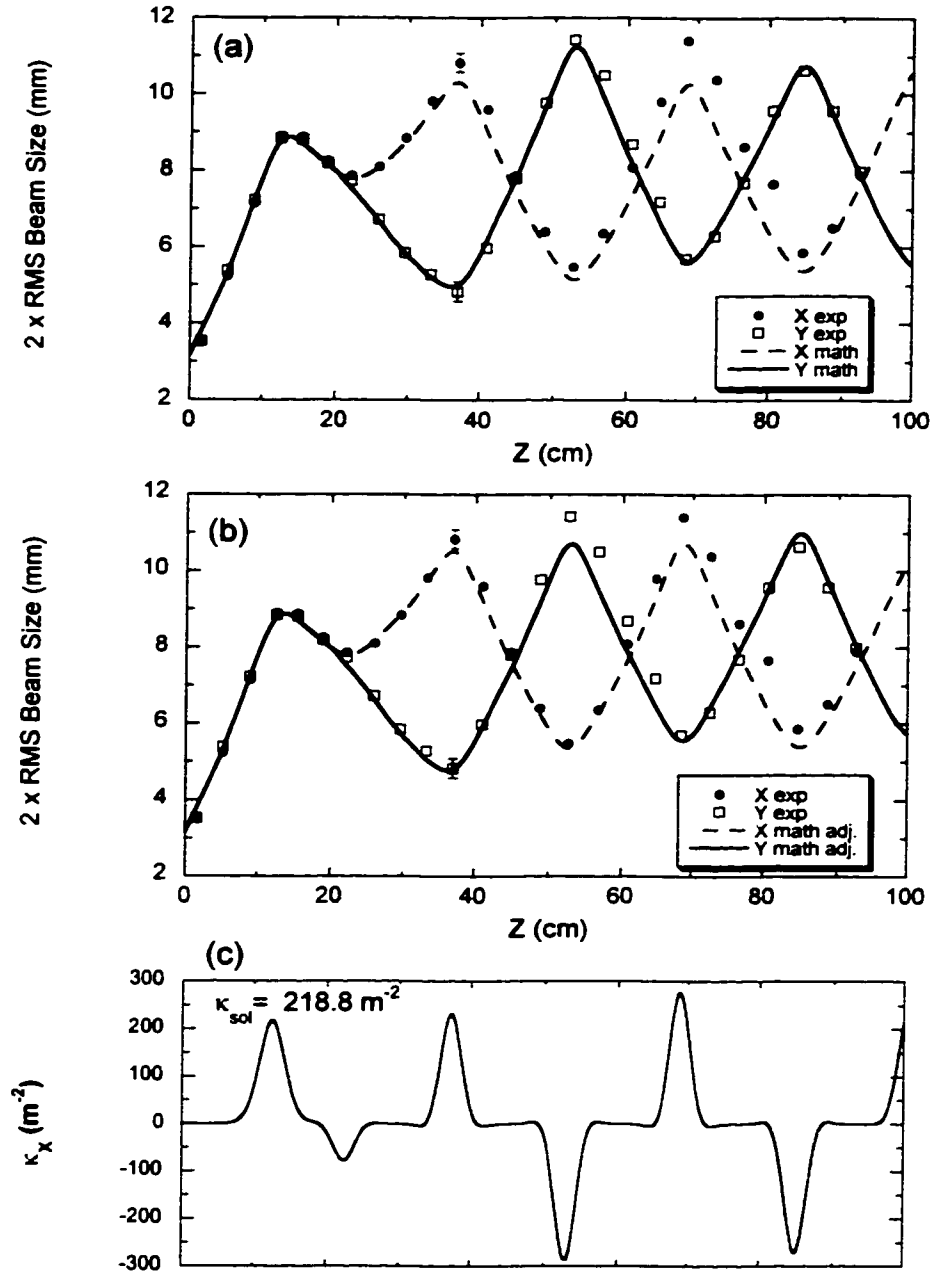 (a)
2 x RMS Beam Size (mm)
12
10
8
6
4
2
0
20
40
60
80
100
Z (cm)
X exp
Y exp
X math
Y math
(b)
2 x RMS Beam Size (mm)
12
10
8
6
4
2
0
20
40
60
80
100
Z (cm)
X exp
Y exp
X math adj.
Y math adj.
(c)
κsol = 218.8 m-2
κX (m-2)
300
200
100
0
-100
-200
-300